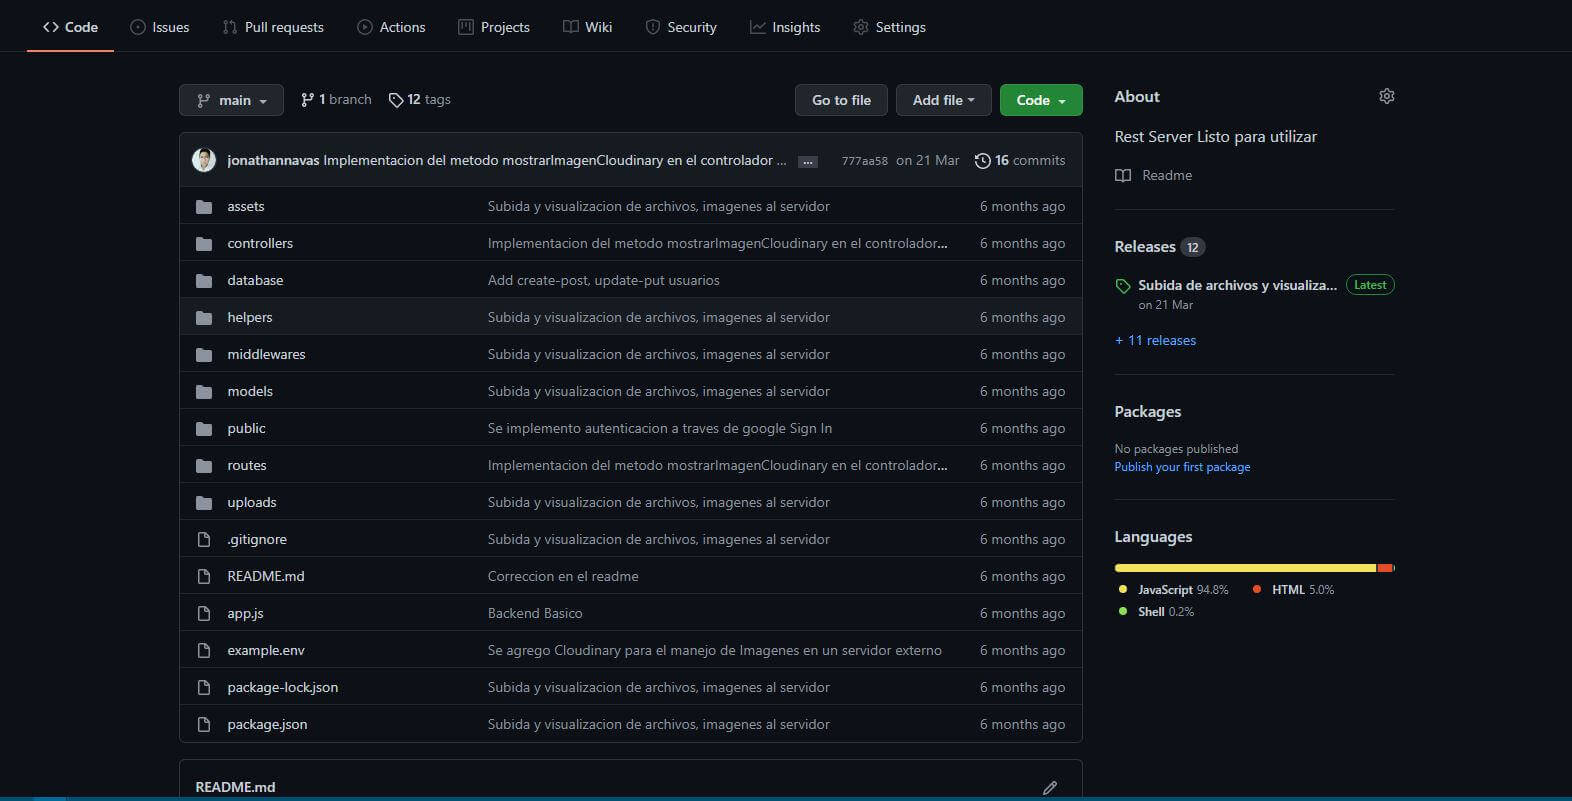 Code Issues Pull requests Actions Projects Wiki Security Insights Settings
main 1 branch 12 tags Go to file Add file Code
jonathannavas Implementacion del metodo mostrarImagenCloudinary en el controlador ... ... 777aa58 on 21 Mar 16 commits
assets Subida y visualizacion de archivos, imagenes al servidor 6 months ago
controllers Implementacion del metodo mostrarImagenCloudinary en el controlador... 6 months ago
database Add create-post, update-put usuarios 6 months ago
helpers Subida y visualizacion de archivos, imagenes al servidor 6 months ago
middlewares Subida y visualizacion de archivos, imagenes al servidor 6 months ago
models Subida y visualizacion de archivos, imagenes al servidor 6 months ago
public Se implemento autenticacion a traves de google Sign In 6 months ago
routes Implementacion del metodo mostrarImagenCloudinary en el controlador... 6 months ago
uploads Subida y visualizacion de archivos, imagenes al servidor 6 months ago
.gitignore Subida y visualizacion de archivos, imagenes al servidor 6 months ago
README.md Correccion en el readme 6 months ago
app.js Backend Basico 6 months ago
example.env Se agrego Cloudinary para el manejo de Imagenes en un servidor externo 6 months ago
package-lock.json Subida y visualizacion de archivos, imagenes al servidor 6 months ago
package.json Subida y visualizacion de archivos, imagenes al servidor 6 months ago
README.md
About
Rest Server Listo para utilizar
Readme
Releases 12
Subida de archivos y visualiza... Latest
on 21 Mar
+ 11 releases
Packages
No packages published
Publish your first package
Languages
JavaScript 94.8% HTML 5.0%
Shell 0.2%